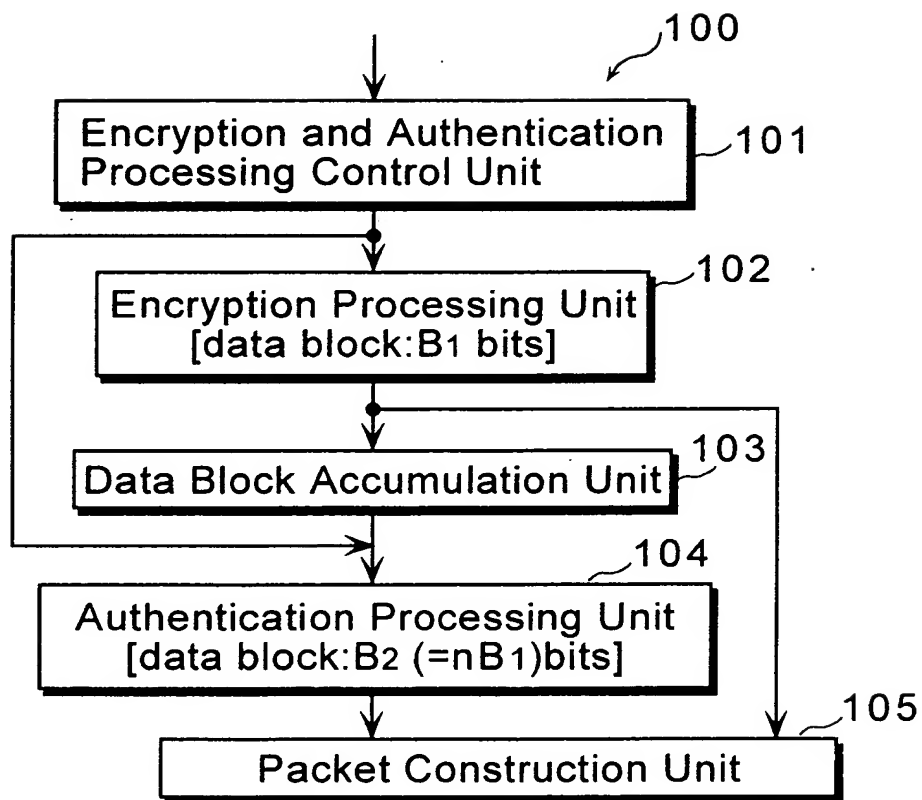 100
Encryption and Authentication
Processing Control Unit
101
102
Encryption Processing Unit
[data block:B1 bits]
103
Data Block Accumulation Unit
104
Authentication Processing Unit
[data block:B2 (=nB1)bits]
105
Packet Construction Unit